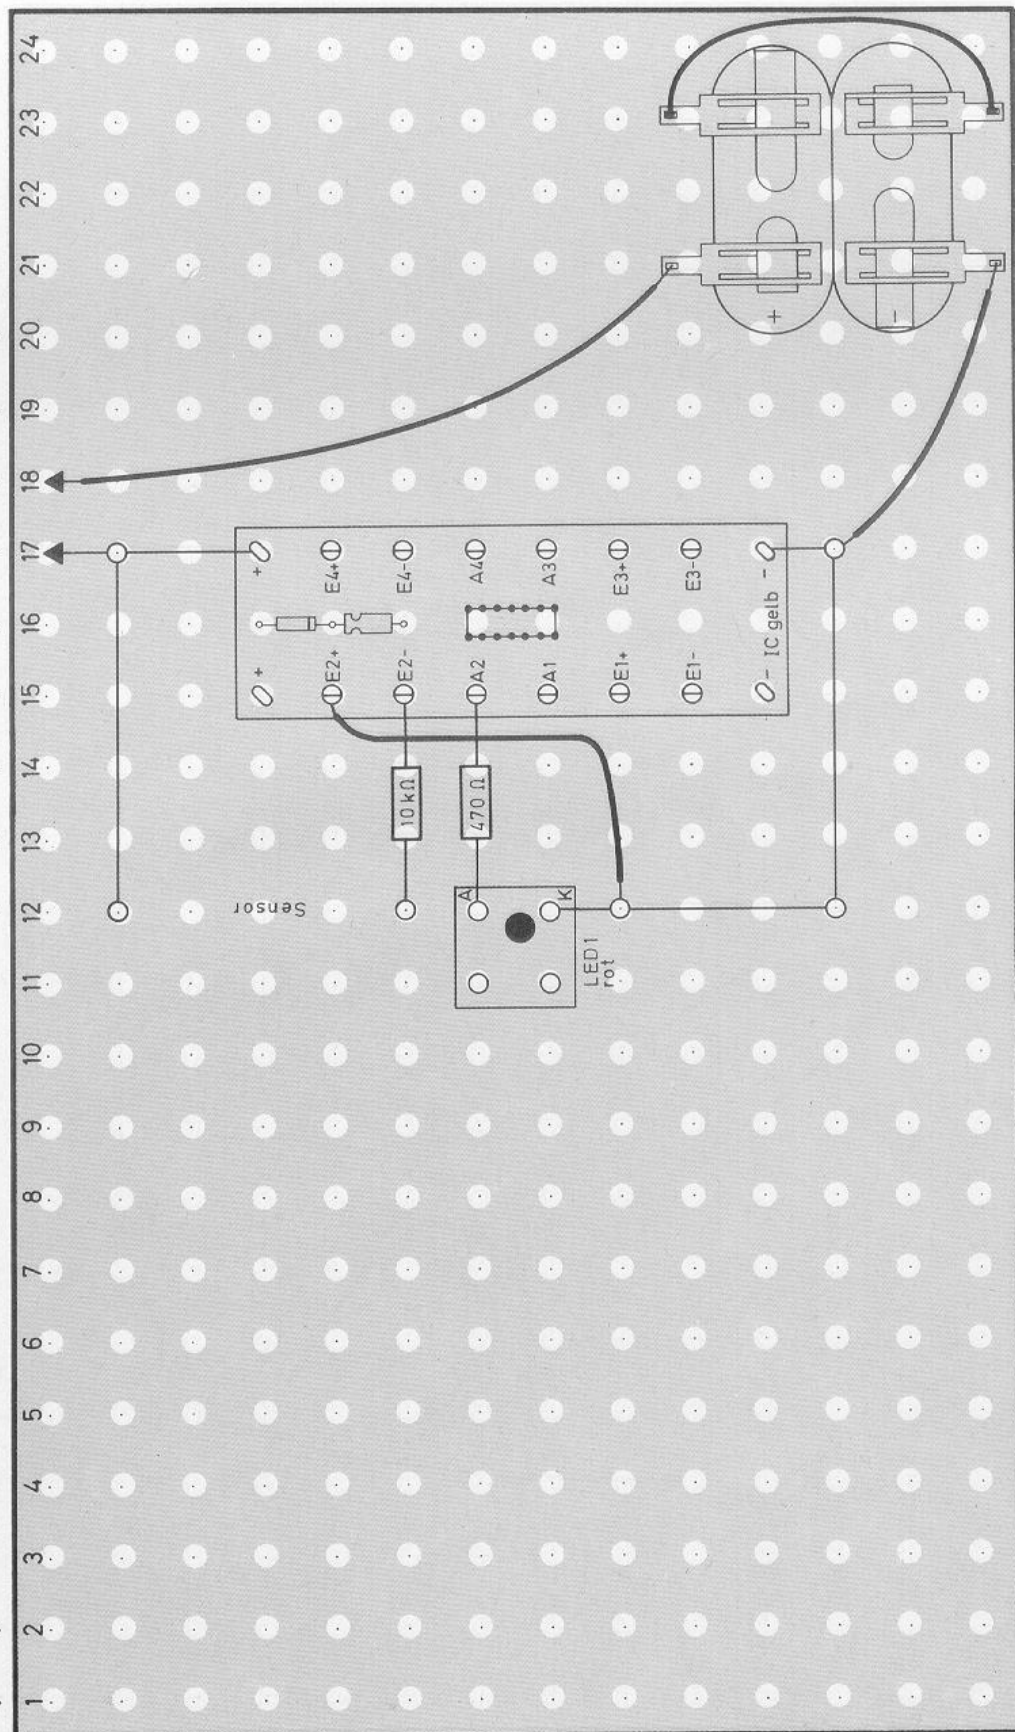 24
23
22
21
20
19
18
17
16
15
14
13
12
11
10
9
8
7
6
5
4
3
2
1
+ -
+ E4+ E4- A4 A3 E3+ E3- -
IC gelb
+ E2+ E2- A2 A1 E1+ E1- -
10 kΩ
470 Ω
Sensor
A
K
LED1
rot